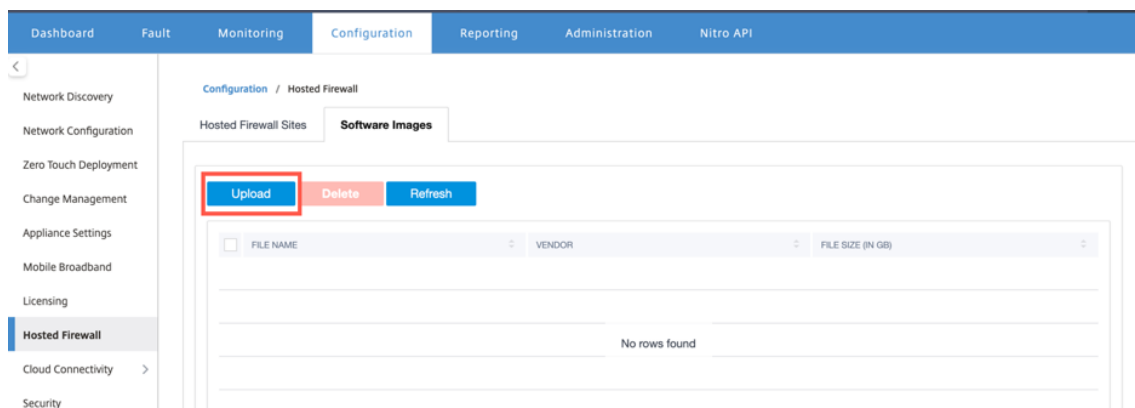 Dashboard Fault Monitoring Configuration Reporting Administration Nitro API
Network Discovery
Network Configuration
Zero Touch Deployment
Change Management
Appliance Settings
Mobile Broadband
Licensing
Hosted Firewall
Cloud Connectivity
Security
Configuration / Hosted Firewall
Hosted Firewall Sites Software Images
Upload Delete Refresh
FILE NAME VENDOR FILE SIZE (IN GB)
No rows found